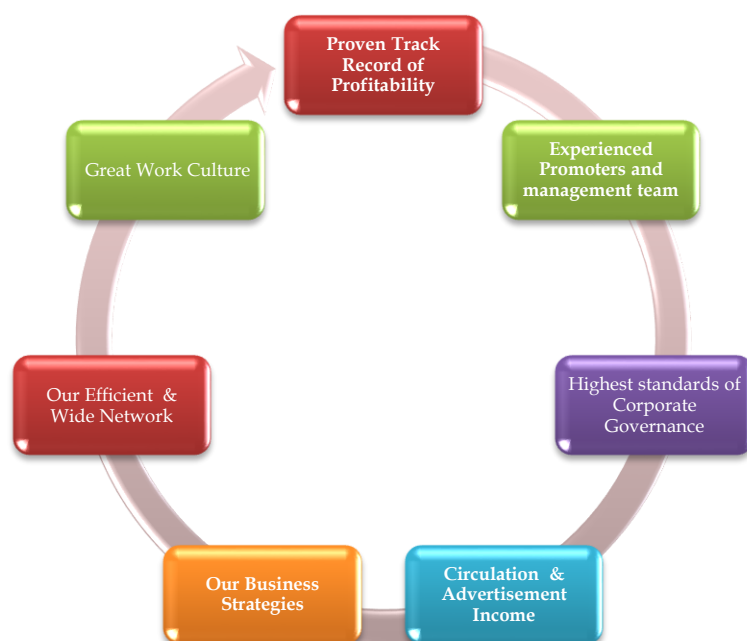 Proven Track
Record of
Profitability
Experienced
Promoters and
management team
Highest standards of
Corporate
Governance
Circulation &
Advertisement
Income
Our Business
Strategies
Our Efficient &
Wide Network
Great Work Culture